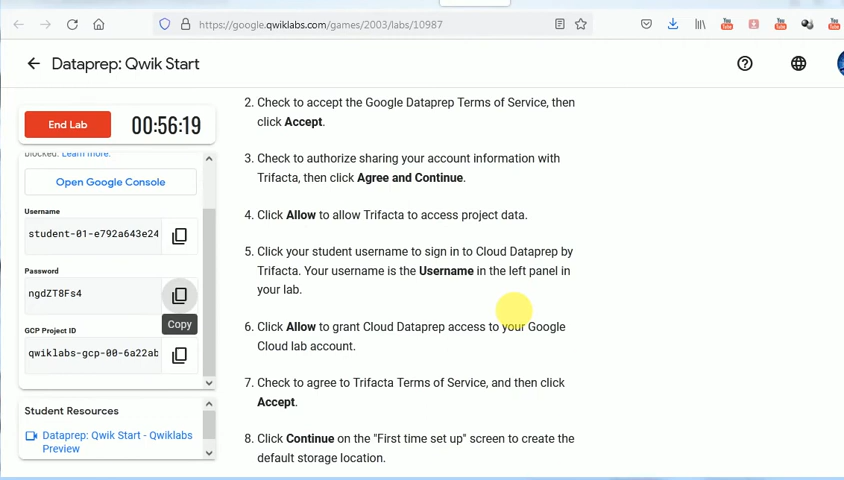 https://google.qwiklabs.com/games/2003/labs/10987
Dataprep: Qwik Start
End Lab
00:56:19
Learn more.
Open Google Console
Username
student-01-e792a643e24
Password
ngdZT8Fs4
Copy
GCP Project ID
qwiklabs-gcp-00-6a22ab
Student Resources
Dataprep: Qwik Start - Qwiklabs
Preview
2. Check to accept the Google Dataprep Terms of Service, then
click Accept.
3. Check to authorize sharing your account information with
Trifacta, then click Agree and Continue.
4. Click Allow to allow Trifacta to access project data.
5. Click your student username to sign in to Cloud Dataprep by
Trifacta. Your username is the Username in the left panel in
your lab.
6. Click Allow to grant Cloud Dataprep access to your Google
Cloud lab account.
7. Check to agree to Trifacta Terms of Service, and then click
Accept.
8. Click Continue on the "First time set up" screen to create the
default storage location.